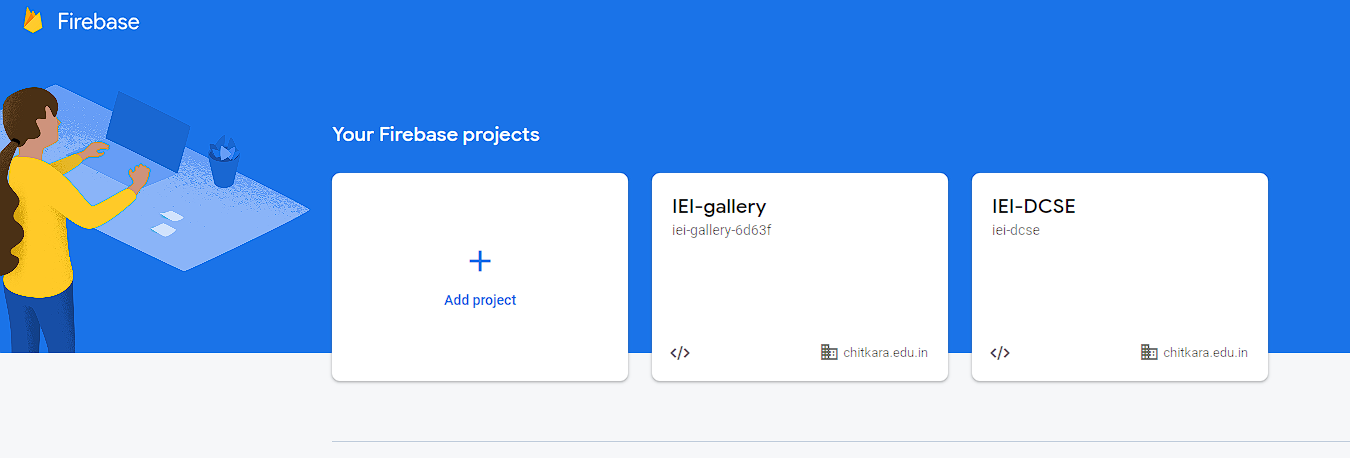 Firebase
Your Firebase projects
Add project
IEI-gallery
iei-gallery-6d63f
</> chitkara.edu.in
IEI-DCSE
iei-dcse
</> chitkara.edu.in